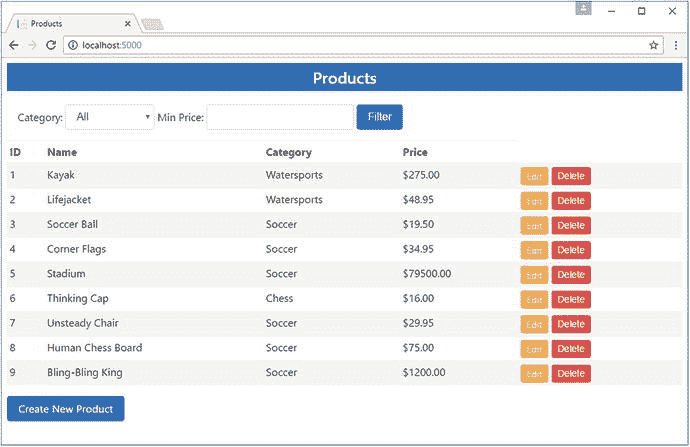 Products
localhost:5000
Products
Category: All Min Price: Filter
ID Name Category Price
1 Kayak Watersports $275.00 Edit Delete
2 Lifejacket Watersports $48.95 Edit Delete
3 Soccer Ball Soccer $19.50 Edit Delete
4 Corner Flags Soccer $34.95 Edit Delete
5 Stadium Soccer $79500.00 Edit Delete
6 Thinking Cap Chess $16.00 Edit Delete
7 Unsteady Chair Soccer $29.95 Edit Delete
8 Human Chess Board Soccer $75.00 Edit Delete
9 Bling-Bling King Soccer $1200.00 Edit Delete
Create New Product